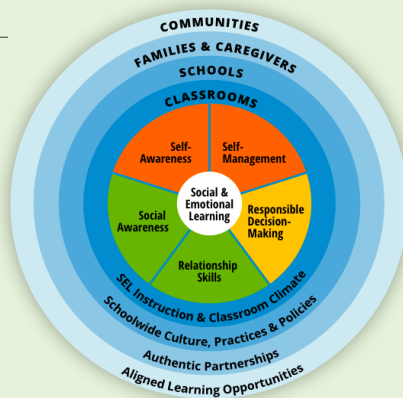 COMMUNITIES
FAMILIES & CAREGIVERS
SCHOOLS
CLASSROOMS
Self-
Awareness
Self-
Management
Social &
Emotional
Learning
Social
Awareness
Responsible
Decision-
Making
Relationship
Skills
SEL Instruction & Classroom Climate
Schoolwide Culture, Practices & Policies
Authentic Partnerships
Aligned Learning Opportunities